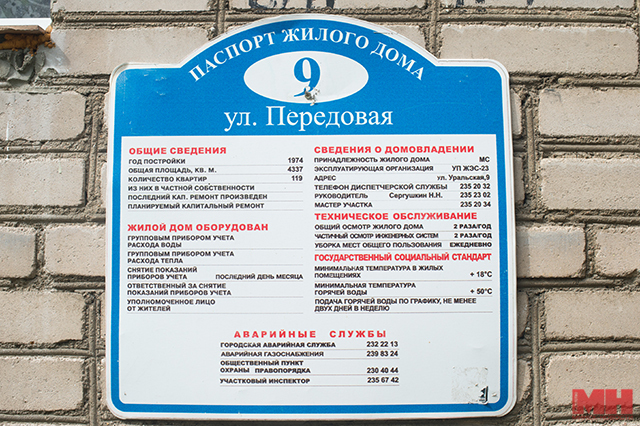 ПАСПОРТ ЖИЛОГО ДОМА
9
ул. Передовая
ОБЩИЕ СВЕДЕНИЯ
ГОД ПОСТРОЙКИ 1974
ОБЩАЯ ПЛОЩАДЬ, КВ. М. 4337
КОЛИЧЕСТВО КВАРТИР 119
ИЗ НИХ В ЧАСТНОЙ СОБСТВЕННОСТИ
ПОСЛЕДНИЙ КАП. РЕМОНТ ПРОИЗВЕДЕН
ПЛАНИРУЕМЫЙ КАПИТАЛЬНЫЙ РЕМОНТ
ЖИЛОЙ ДОМ ОБОРУДОВАН
ГРУППОВЫМ ПРИБОРОМ УЧЕТА
РАСХОДА ВОДЫ
ГРУППОВЫМ ПРИБОРОМ УЧЕТА
РАСХОДА ТЕПЛА
СНЯТИЕ ПОКАЗАНИЙ
ПРИБОРОВ УЧЕТА ПОСЛЕДНИЙ ДЕНЬ МЕСЯЦА
ОТВЕТСТВЕННЫЙ ЗА СНЯТИЕ
ПОКАЗАНИЙ ПРИБОРОВ УЧЕТА
УПОЛНОМОЧЕННОЕ ЛИЦО
ОТ ЖИТЕЛЕЙ
СВЕДЕНИЯ О ДОМОВЛАДЕНИИ
ПРИНАДЛЕЖНОСТЬ ЖИЛОГО ДОМА МС
ЭКСПЛУАТИРУЮЩАЯ ОРГАНИЗАЦИЯ УП ЖЭС-23
АДРЕС ул. Уральская,9
ТЕЛЕФОН ДИСПЕТЧЕРСКОЙ СЛУЖБЫ 235 20 32
РУКОВОДИТЕЛЬ Сергушкин Н.Н. 235 23 02
МАСТЕР УЧАСТКА 235 20 34
ТЕХНИЧЕСКОЕ ОБСЛУЖИВАНИЕ
ОБЩИЙ ОСМОТР ЖИЛОГО ДОМА 2 РАЗА/ГОД
ЧАСТИЧНЫЙ ОСМОТР ИНЖЕНЕРНЫХ СИСТЕМ 2 РАЗА/ГОД
УБОРКА МЕСТ ОБЩЕГО ПОЛЬЗОВАНИЯ ЕЖЕДНЕВНО
ГОСУДАРСТВЕННЫЙ СОЦИАЛЬНЫЙ СТАНДАРТ
МИНИМАЛЬНАЯ ТЕМПЕРАТУРА В ЖИЛЫХ
ПОМЕЩЕНИЯХ + 18°С
МИНИМАЛЬНАЯ ТЕМПЕРАТУРА
ГОРЯЧЕЙ ВОДЫ + 50°С
ПОДАЧА ГОРЯЧЕЙ ВОДЫ ПО ГРАФИКУ, НЕ МЕНЕЕ
ДВУХ ДНЕЙ В НЕДЕЛЮ
АВАРИЙНЫЕ СЛУЖБЫ
ГОРОДСКАЯ АВАРИЙНАЯ СЛУЖБА 232 22 13
АВАРИЙНАЯ ГАЗОСНАБЖЕНИЯ 239 83 24
ОБЩЕСТВЕННЫЙ ПУНКТ
ОХРАНЫ ПРАВОПОРЯДКА 230 40 44
УЧАСТКОВЫЙ ИНСПЕКТОР 235 67 42
МН